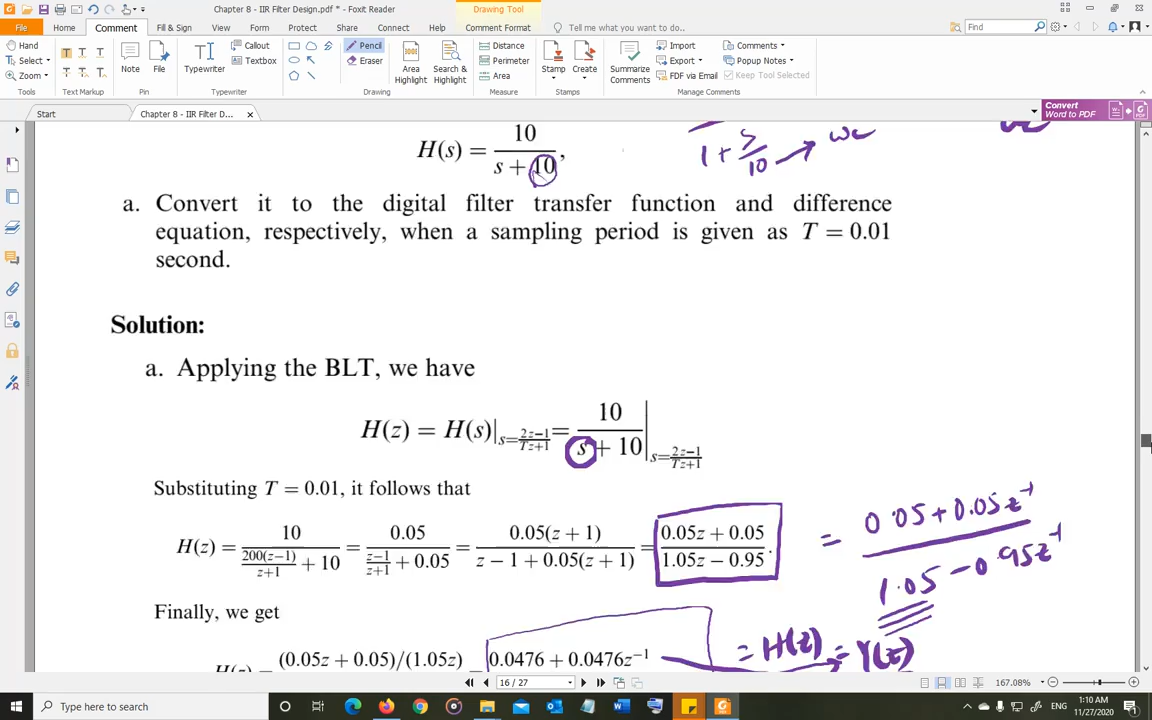 Chapter 8 - IIR Filter Design.pdf * - Foxit Reader
Drawing Tool
File Home Comment Fill & Sign View Form Protect Share Connect Help Comment Format Tell me what you want to do... Find
Hand
Select
Zoom
Tools
T T T
T T T
Text Markup
Note File
Typewriter
Callout
Textbox
Typewriter
Pencil
Eraser
Drawing
Area Highlight
Search & Highlight
Distance
Perimeter
Area
Measure
Stamp Create
Stamps
Summarize Comments
Import
Export
FDF via Email
Comments
Popup Notes
Keep Tool Selected
Manage Comments
Start Chapter 8 - IIR Filter D... ×
Convert Word to PDF
H(s) = 10 / (s + 10),
1 + s/10 → wc
a. Convert it to the digital filter transfer function and difference
equation, respectively, when a sampling period is given as T = 0.01
second.
Solution:
a. Applying the BLT, we have
H(z) = H(s)|s=2/T z−1/z+1 = 10/(s + 10)|s=2/T z−1/z+1
Substituting T = 0.01, it follows that
H(z) = 10 / (200(z−1)/(z+1) + 10) = 0.05 / ((z−1)/(z+1) + 0.05) = 0.05(z + 1) / (z − 1 + 0.05(z + 1)) = (0.05z + 0.05) / (1.05z − 0.95).
= (0.05 + 0.05z⁻¹) / (1.05 − 0.95z⁻¹)
Finally, we get
H(z) = (0.05z + 0.05)/(1.05z) = 0.0476 + 0.0476z⁻¹ = H(z) = Y(z)
16 / 27 167.08%
Type here to search
ENG
1:10 AM
11/27/2020
1